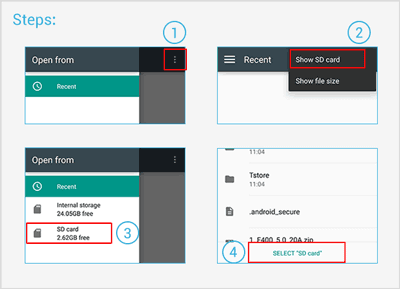 Steps:
1
Open from
Recent
2
Recent
Show SD card
Show file size
Open from
Recent
Internal storage
24.05GB free
SD card
2.62GB free
3
11:04
Tstore
11:04
.android_secure
1_F400_5.0_20A.zip
4
SELECT "SD card"